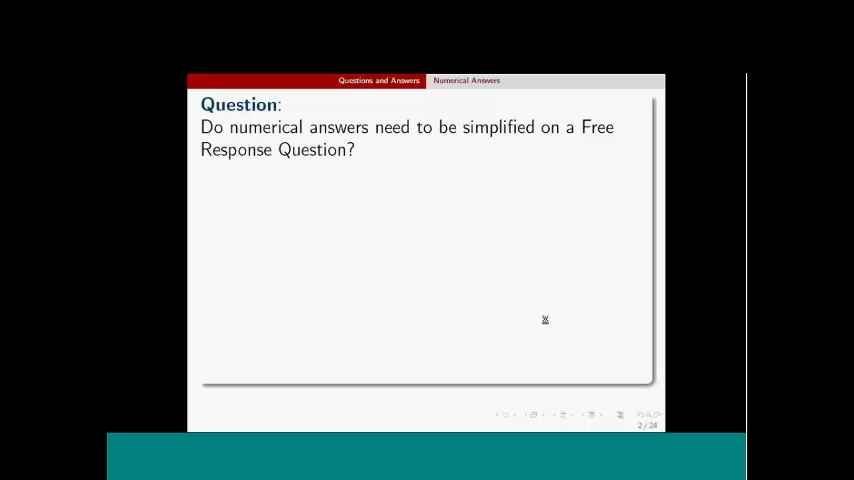 Questions and Answers Numerical Answers
Question:
Do numerical answers need to be simplified on a Free
Response Question?
2 / 24